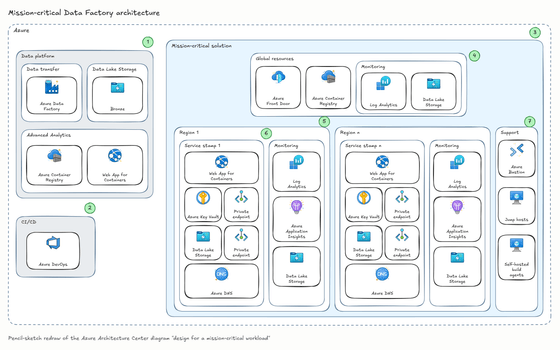 Mission-critical Data Factory architecture
Azure
1
Data platform
Data transfer
Azure Data
Factory
Data Lake Storage
Bronze
Advanced Analytics
Azure Container
Registry
Web App for
Containers
2
CI/CD
Azure DevOps
3
Mission-critical solution
4
Global resources
Azure
Front Door
Azure Container
Registry
Monitoring
Log Analytics
Data Lake
Storage
5
Region 1
6
Service stamp
Web App for
Containers
Azure Key Vault
Private
endpoint
Data Lake
Storage
Private
endpoint
DNS
Azure DNS
Monitoring
Log
Analytics
Azure
Application
Insights
Data Lake
Storage
Region n
Service stamp n
Web App for
Containers
Azure Key Vault
Private
endpoint
Data Lake
Storage
Private
endpoint
DNS
Azure DNS
Monitoring
Log
Analytics
Azure
Application
Insights
Data Lake
Storage
7
Support
Azure
Bastion
Jump hosts
Self-hosted
build
agents
Pencil-sketch redraw of the Azure Architecture Center diagram "design for a mission-critical workload"